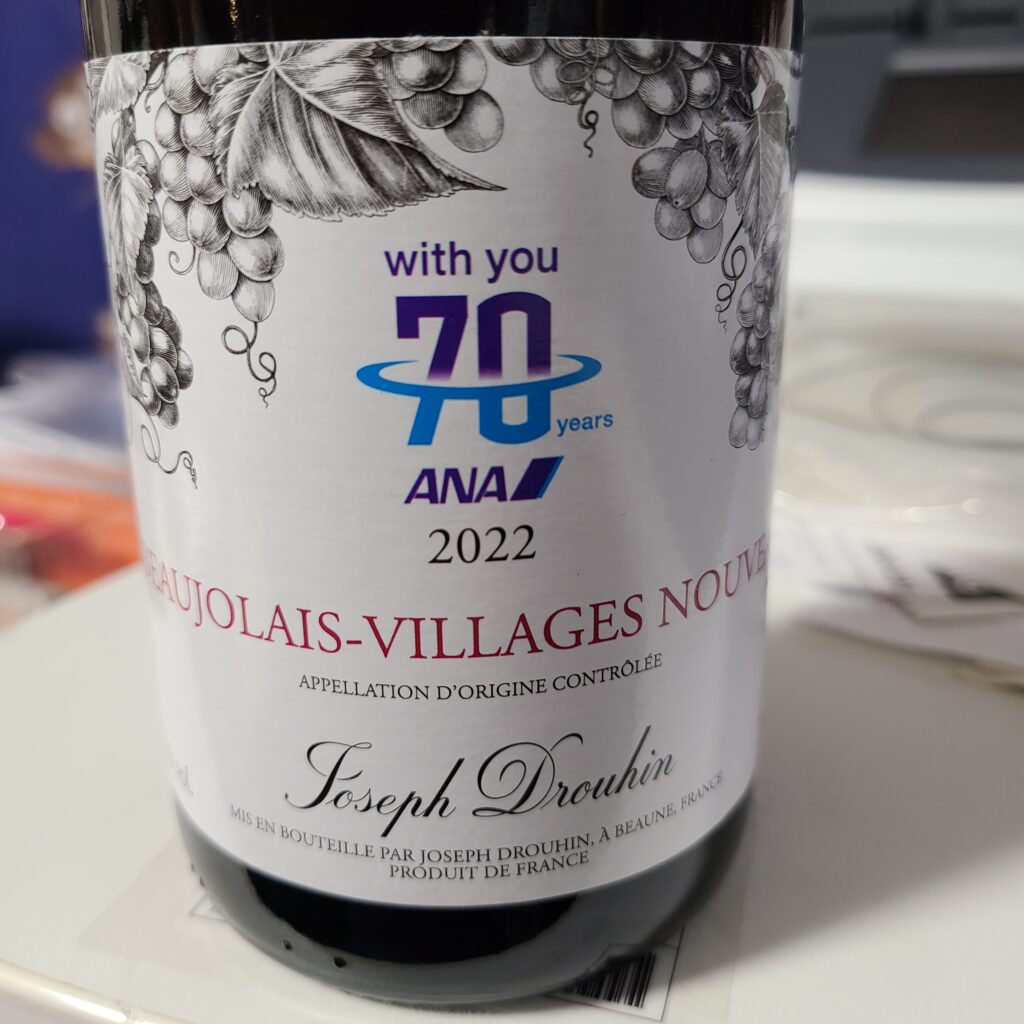 with you
70
years
ANA
2022
BEAUJOLAIS-VILLAGES NOUVE
APPELLATION D'ORIGINE CONTRÔLÉE
Joseph Drouhin
MIS EN BOUTEILLE PAR JOSEPH DROUHIN, À BEAUNE, FRANCE
PRODUIT DE FRANCE